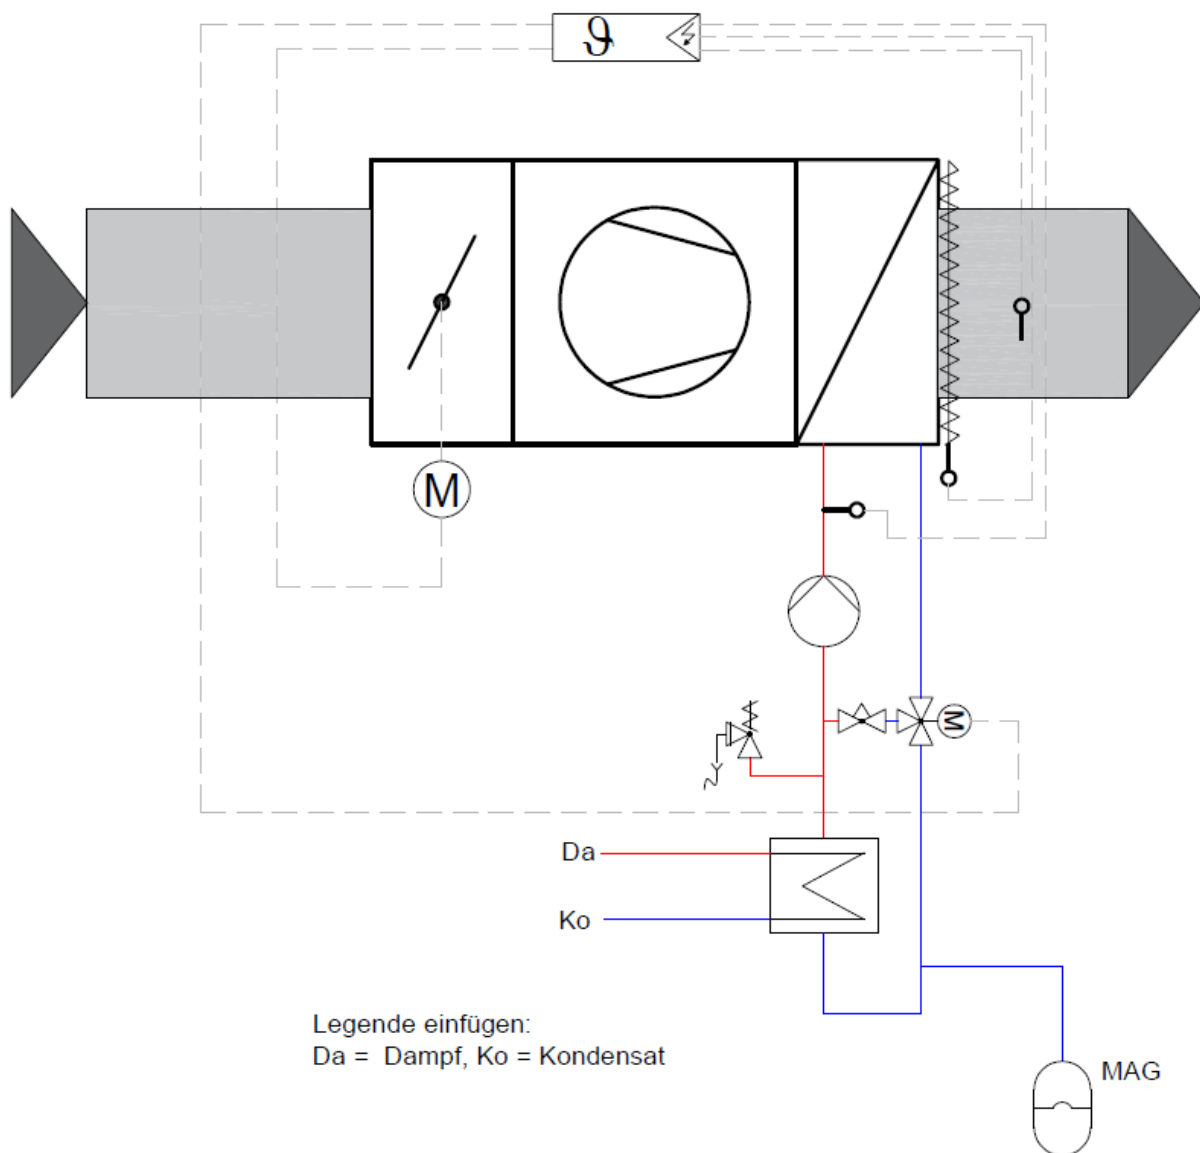 ϑ
M
M
Da
Ko
Legende einfügen:
Da = Dampf, Ko = Kondensat
MAG